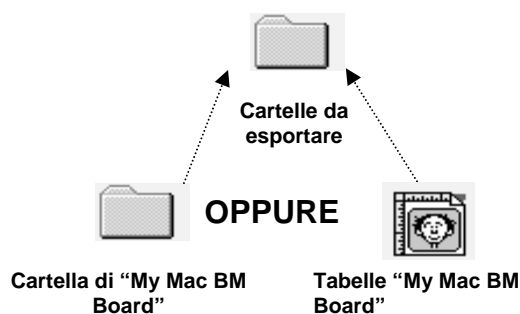 Cartelle da
esportare
OPPURE
Cartella di “My Mac BM
Board”
Tabelle “My Mac BM
Board”